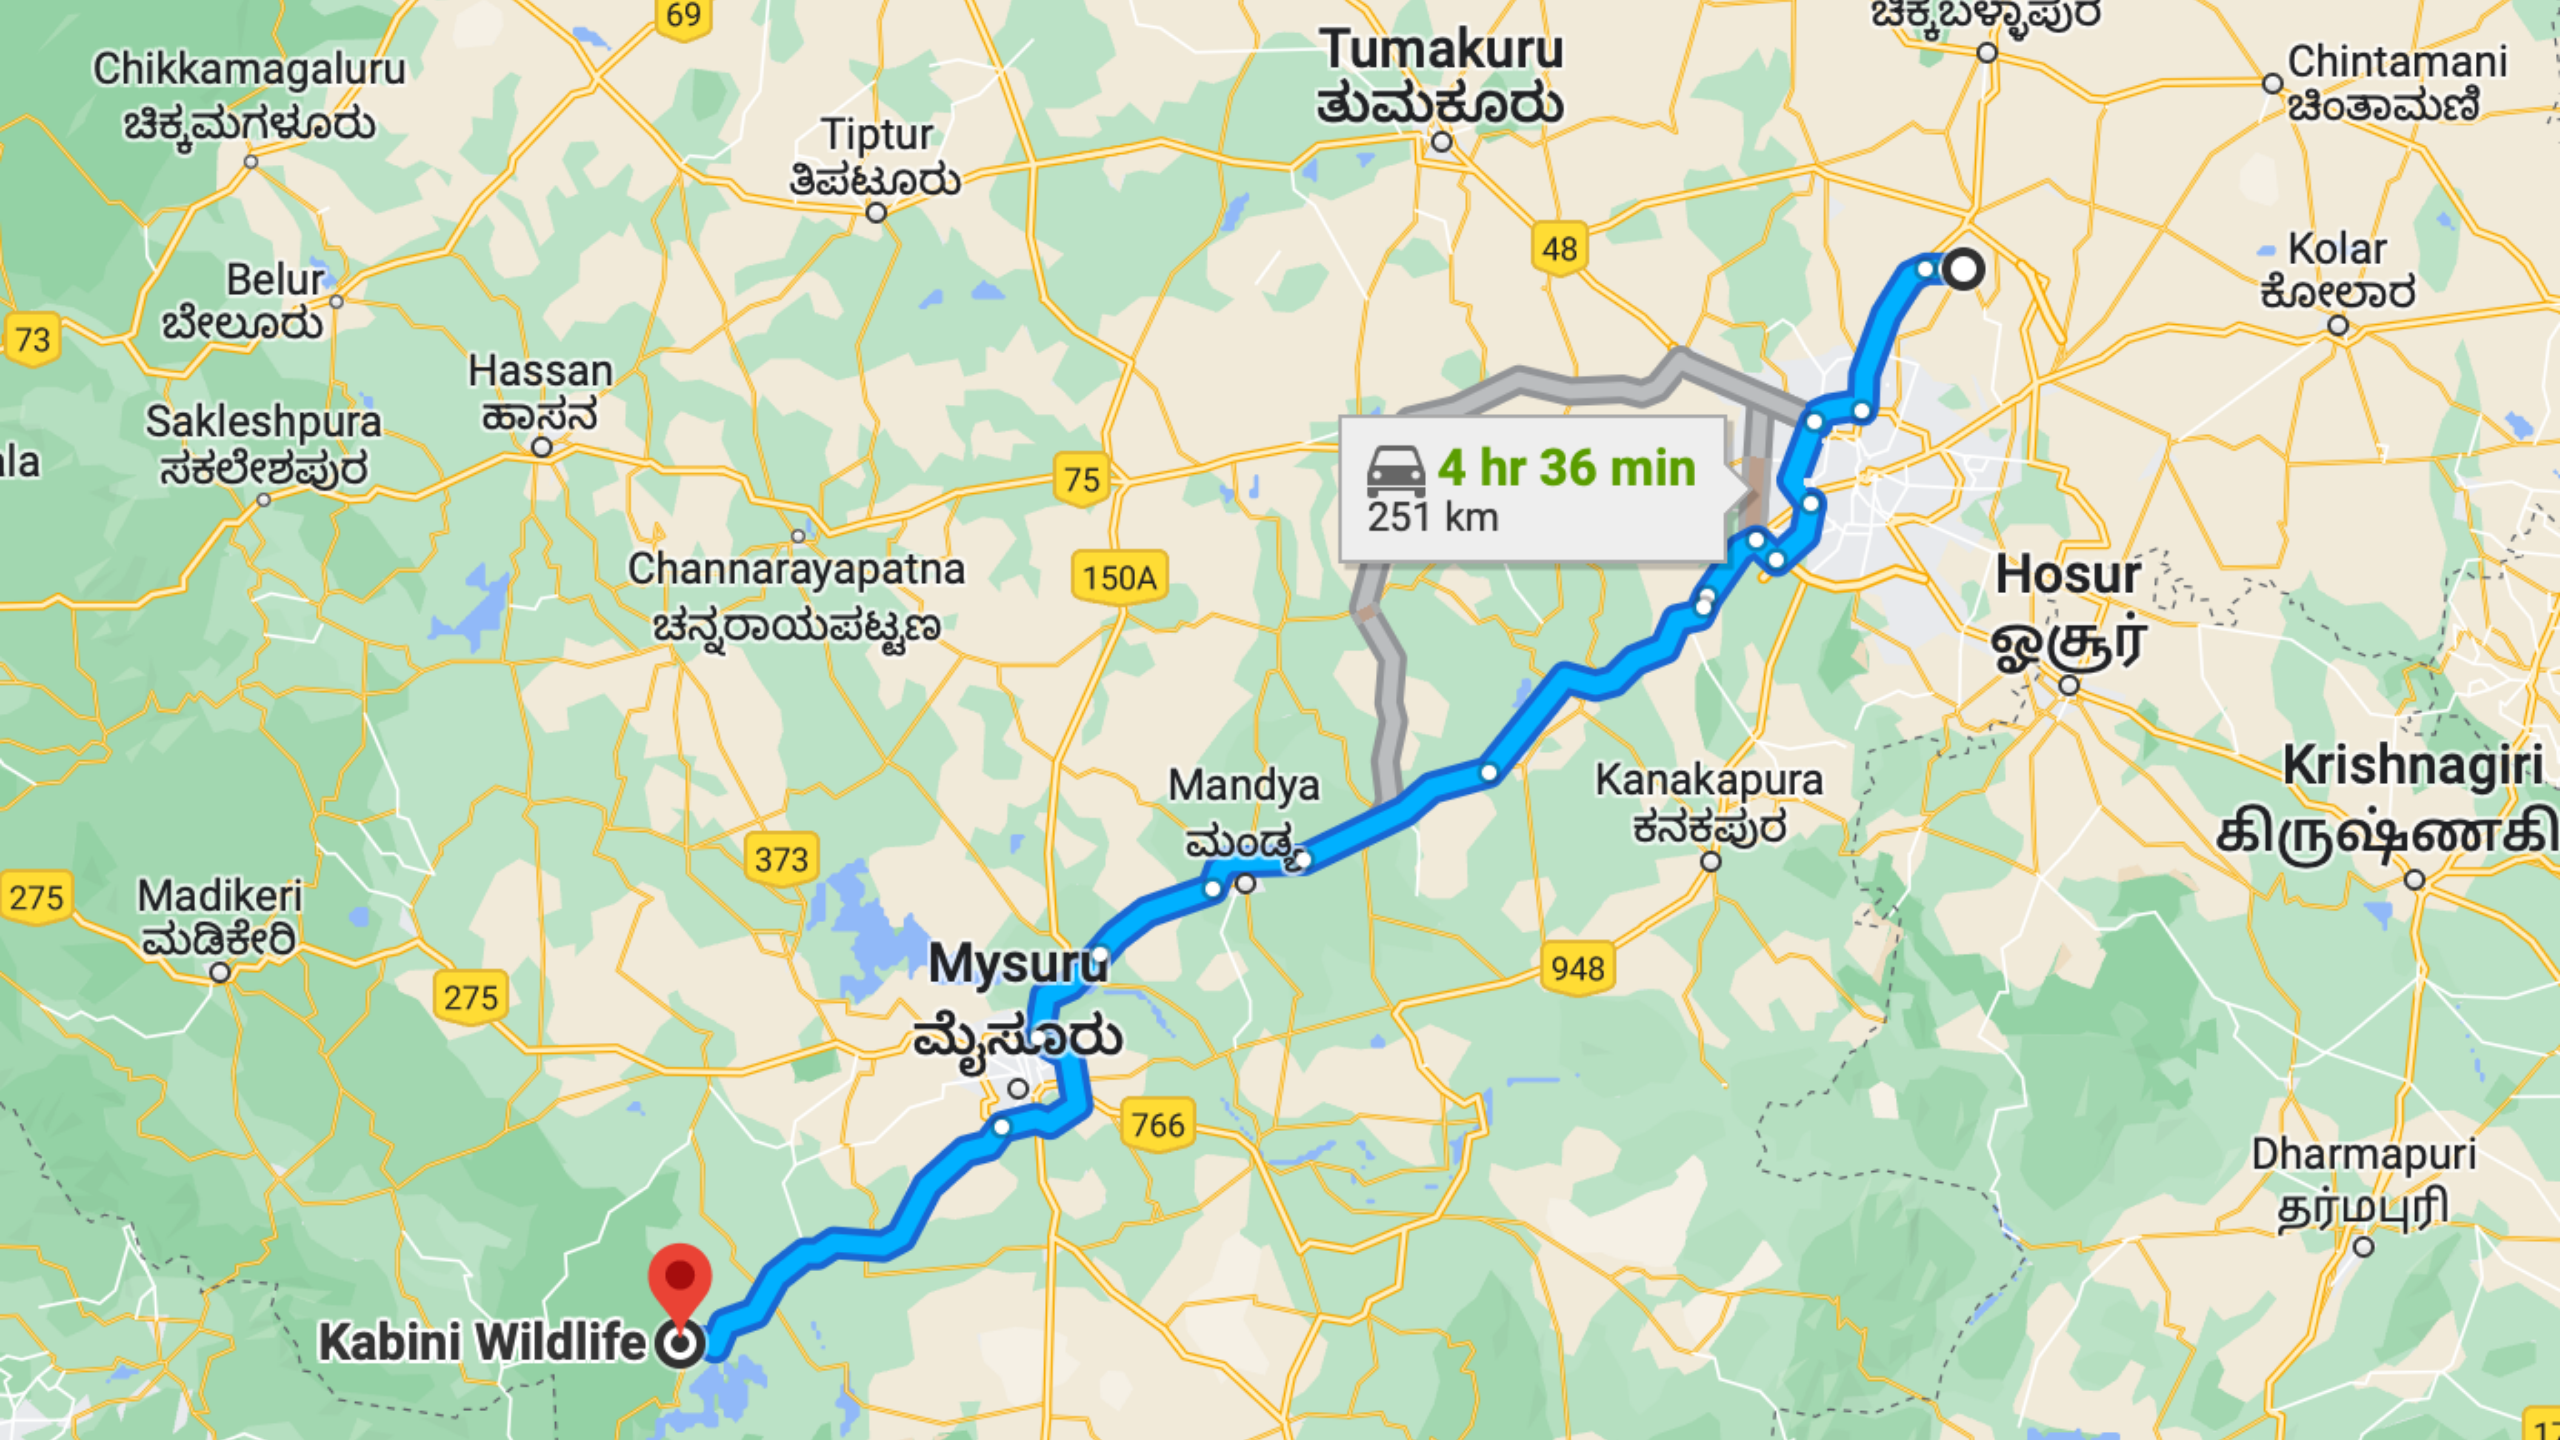 69
ಚಿಕ್ಕಬಳ್ಳಾಪುರ
Tumakuru
ತುಮಕೂರು
Chikkamagaluru
ಚಿಕ್ಕಮಗಳೂರು
Chintamani
ಚಿಂತಾಮಣಿ
Tiptur
ತಿಪಟೂರು
48
Kolar
ಕೋಲಾರ
Belur
ಬೇಲೂರು
73
Hassan
ಹಾಸನ
Sakleshpura
ಸಕಲೇಶಪುರ
la
75
4 hr 36 min
251 km
Channarayapatna
ಚನ್ನರಾಯಪಟ್ಟಣ
150A
Hosur
ஓசூர்
Mandya
ಮಂಡ್ಯ
Kanakapura
ಕನಕಪುರ
Krishnagiri
கிருஷ்ணகி
373
275
Madikeri
ಮಡಿಕೇರಿ
Mysuru
ಮೈಸೂರು
948
275
766
Dharmapuri
தர்மபுரி
Kabini Wildlife
17